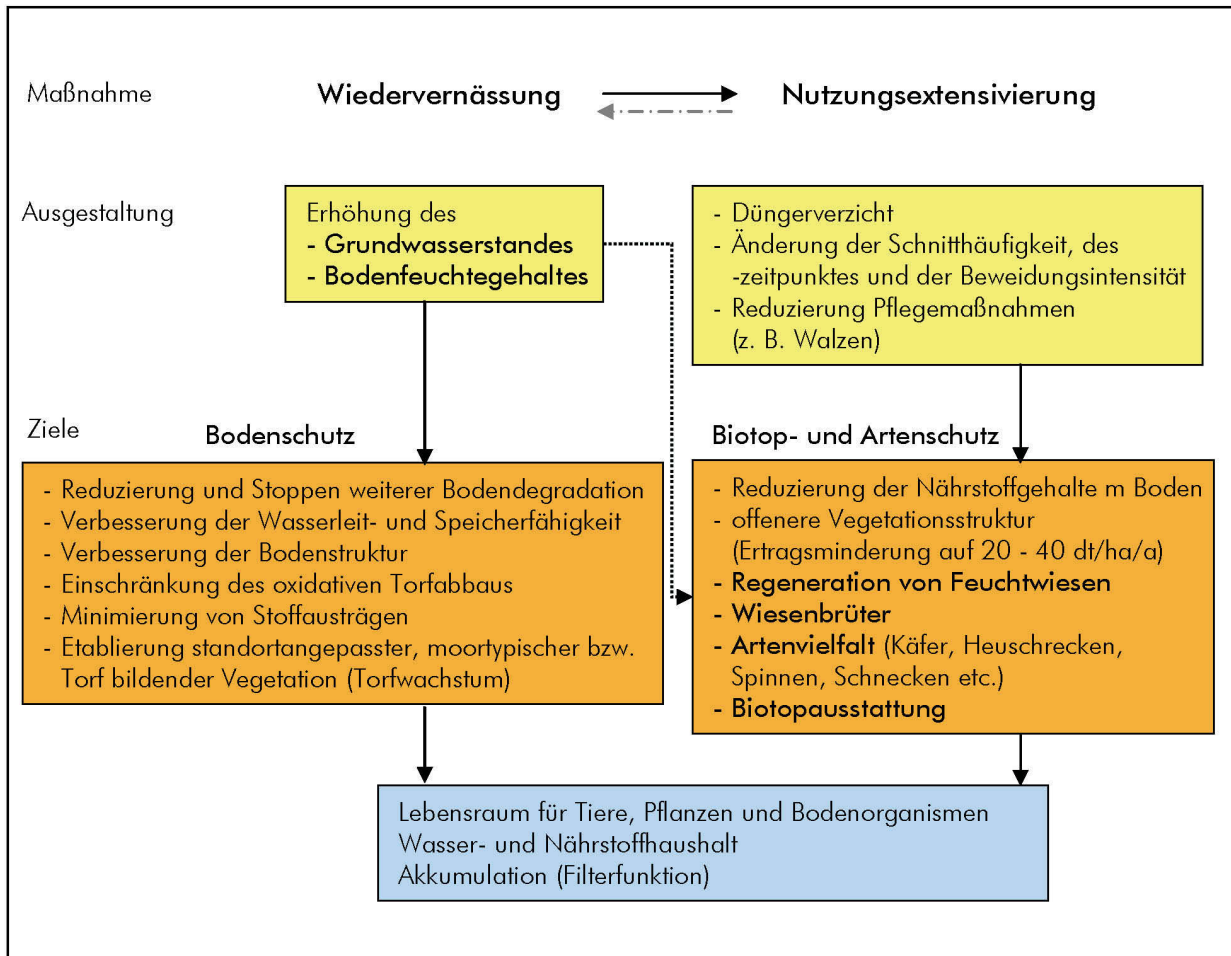 Maßnahme
Wiedervernässung
Nutzungsextensivierung
Ausgestaltung
Erhöhung des
- Grundwasserstandes
- Bodenfeuchtegehaltes
- Düngerverzicht
- Änderung der Schnitthäufigkeit, des
-zeitpunktes und der Beweidungsintensität
- Reduzierung Pflegemaßnahmen
(z. B. Walzen)
Ziele
Bodenschutz
- Reduzierung und Stoppen weiterer Bodendegradation
- Verbesserung der Wasserleit- und Speicherfähigkeit
- Verbesserung der Bodenstruktur
- Einschränkung des oxidativen Torfabbaus
- Minimierung von Stoffausträgen
- Etablierung standortangepasster, moortypischer bzw.
Torf bildender Vegetation (Torfwachstum)
Biotop- und Artenschutz
- Reduzierung der Nährstoffgehalte m Boden
- offenere Vegetationsstruktur
(Ertragsminderung auf 20 - 40 dt/ha/a)
- Regeneration von Feuchtwiesen
- Wiesenbrüter
- Artenvielfalt (Käfer, Heuschrecken,
Spinnen, Schnecken etc.)
- Biotopausstattung
Lebensraum für Tiere, Pflanzen und Bodenorganismen
Wasser- und Nährstoffhaushalt
Akkumulation (Filterfunktion)